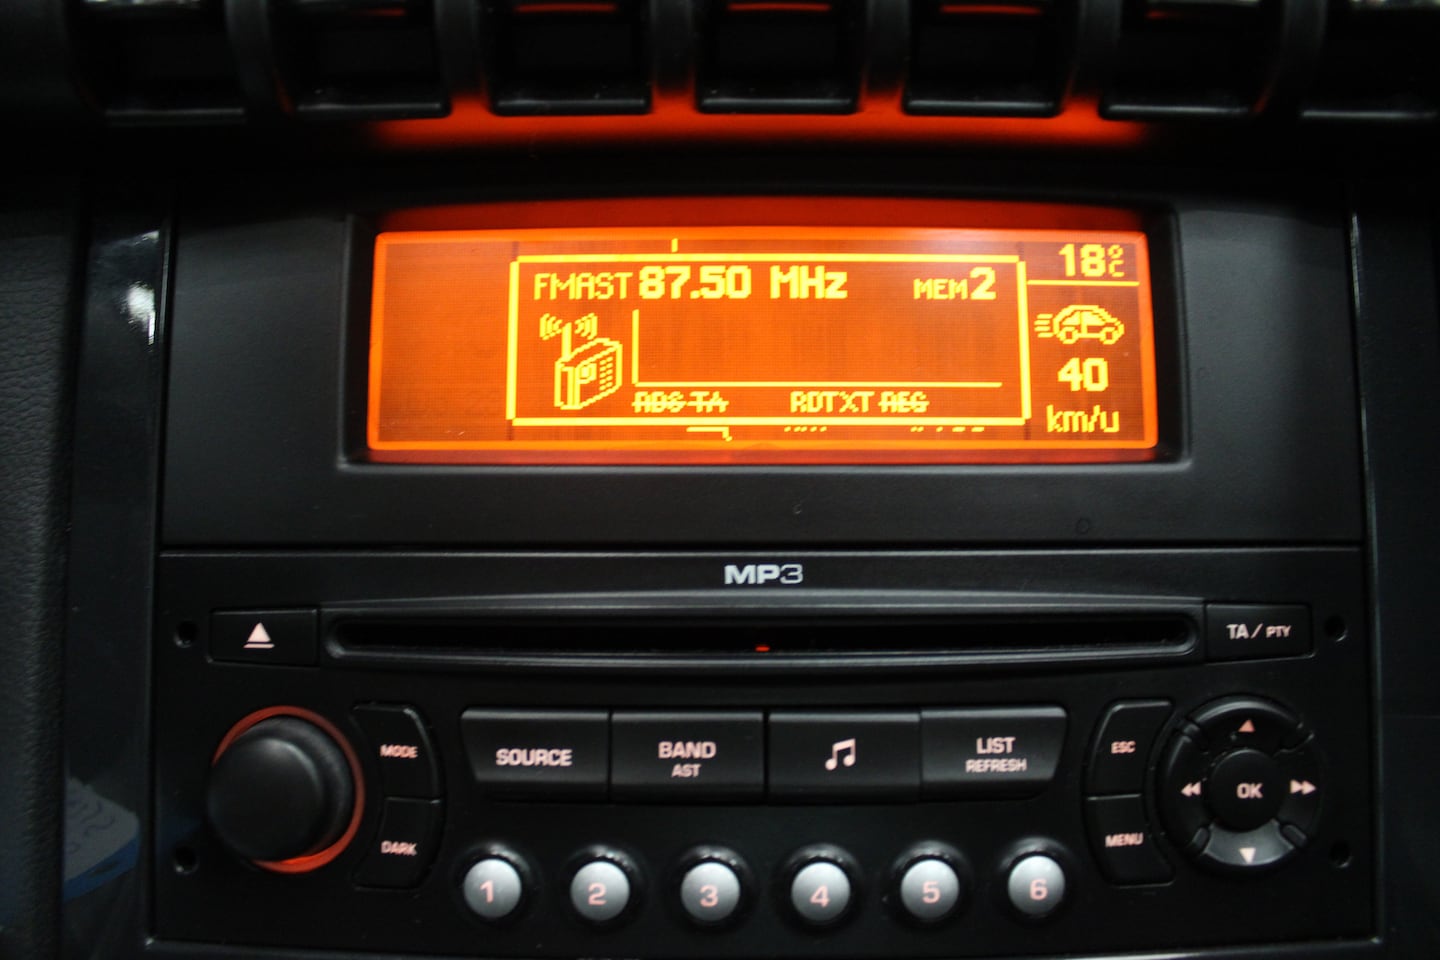 FMAST 87.50 MHz MEM 2
18°C
40
km/u
RDS TA RDTXT REG
MP3
TA / PTY
MODE
SOURCE
BAND
AST
LIST
REFRESH
ESC
OK
DARK
MENU
1 2 3 4 5 6